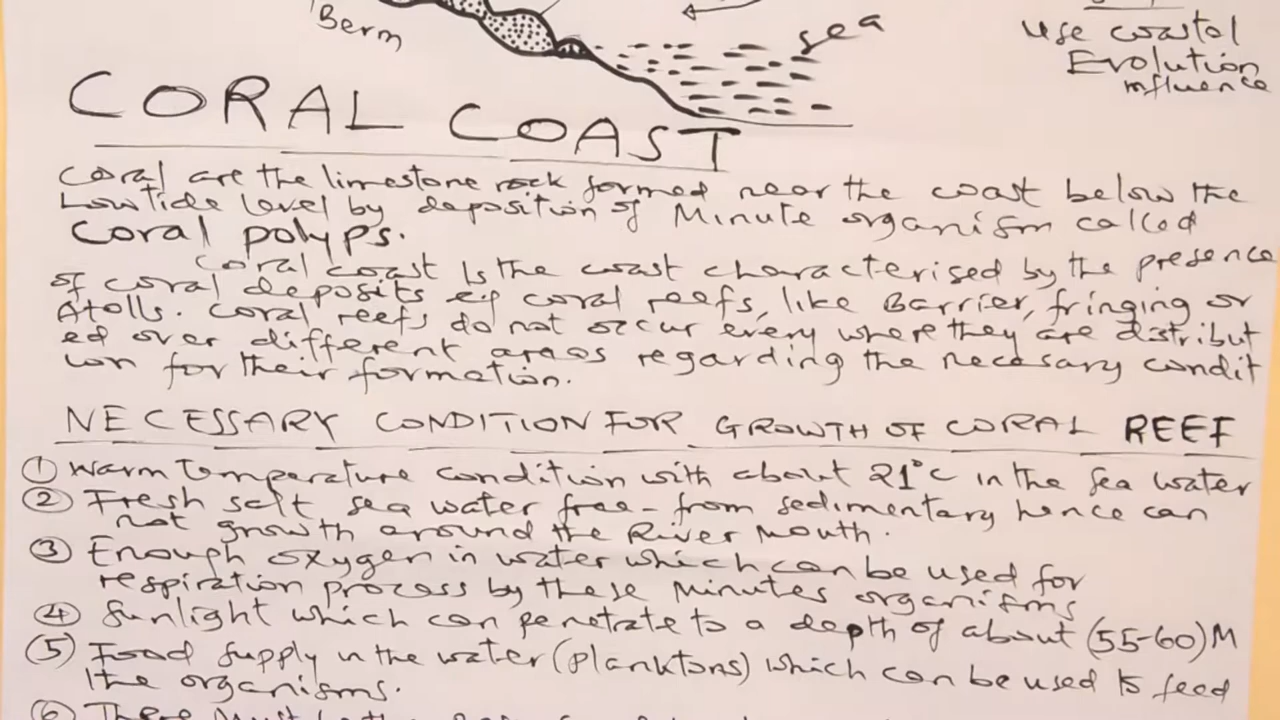 Berm
sea
Use coastal
Evolution
influence
CORAL COAST
Coral are the limestone rock formed near the coast below the
Low Tide Level by deposition of Minute organism called
Coral polyps.
Coral coast Is the coast characterised by the presence
of coral deposits eg coral reefs, like Barrier, fringing or
Atolls. Coral reefs do not occur every where they are distribut
ed over different areas regarding the necessary condit
ion for their formation.
NECESSARY CONDITION FOR GROWTH OF CORAL REEF
① Warm Temperature condition with about 21°C in the Sea water
② Fresh salt sea water free-from sedimentary hence can
not growth around the River Mouth.
③ Enough oxygen in water which can be used for
respiration process by these Minutes organisms
④ Sunlight which can penetrate to a depth of about (55-60)M
⑤ Food Supply in the water (Planktons) which can be used to feed
the organisms.
⑥ There Must